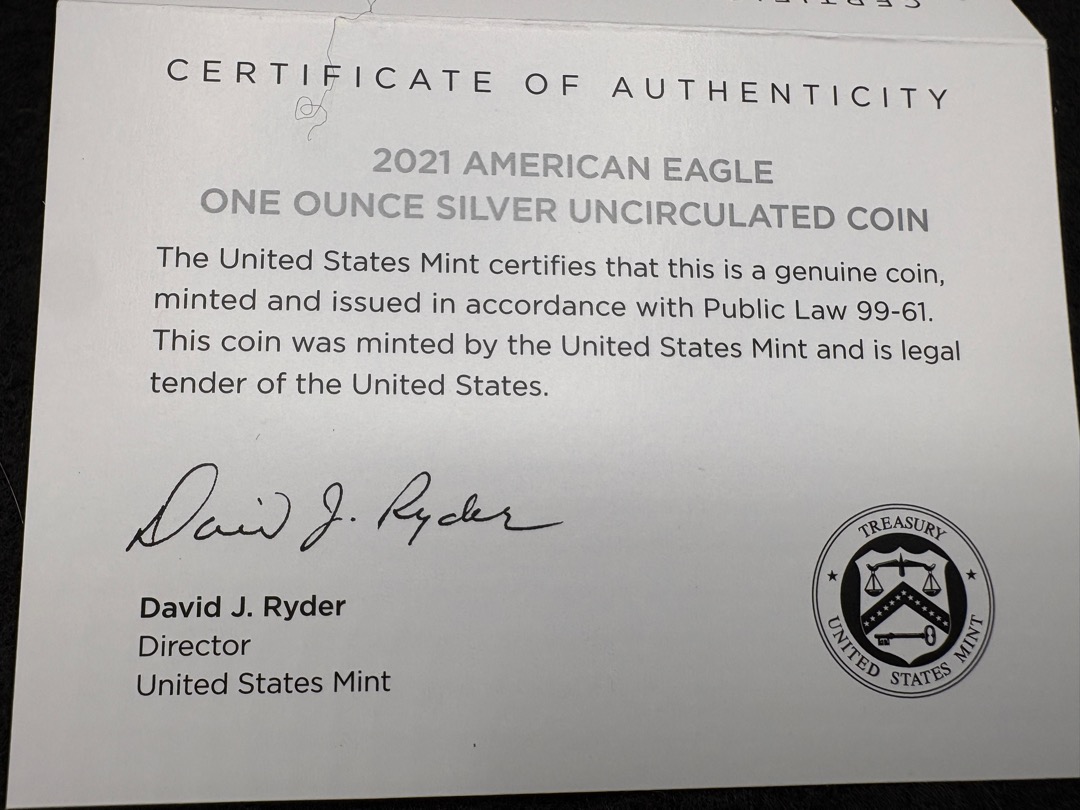 CERTIFICATE OF AUTHENTICITY
2021 AMERICAN EAGLE
ONE OUNCE SILVER UNCIRCULATED COIN
The United States Mint certifies that this is a genuine coin,
minted and issued in accordance with Public Law 99-61.
This coin was minted by the United States Mint and is legal
tender of the United States.
David J. Ryder
David J. Ryder
Director
United States Mint
TREASURY
UNITED STATES MINT